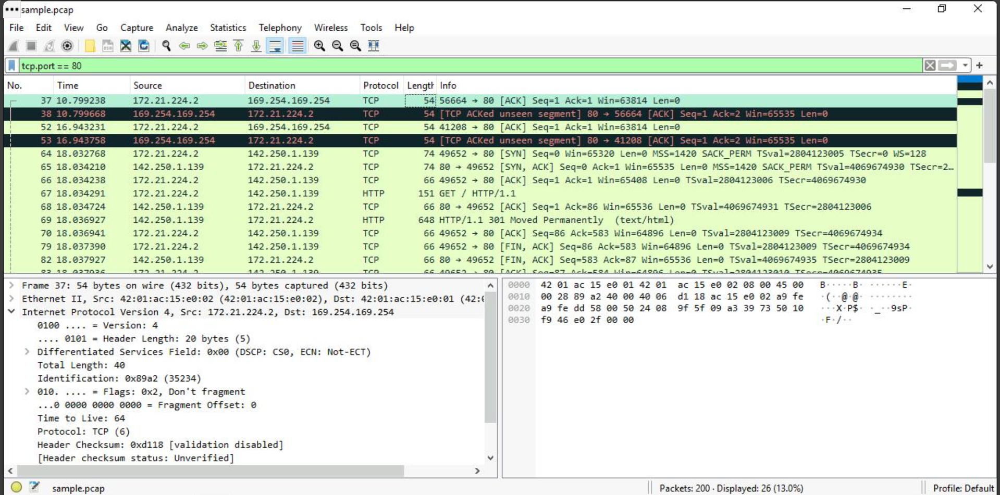 sample.pcap
File Edit View Go Capture Analyze Statistics Telephony Wireless Tools Help
tcp.port == 80
No. Time Source Destination Protocol Length Info
37 10.799238 172.21.224.2 169.254.169.254 TCP 54 56664 → 80 [ACK] Seq=1 Ack=1 Win=63814 Len=0
38 10.799668 169.254.169.254 172.21.224.2 TCP 54 [TCP ACKed unseen segment] 80 → 56664 [ACK] Seq=1 Ack=2 Win=65535 Len=0
52 16.943231 172.21.224.2 169.254.169.254 TCP 54 41208 → 80 [ACK] Seq=1 Ack=1 Win=63814 Len=0
53 16.943758 169.254.169.254 172.21.224.2 TCP 54 [TCP ACKed unseen segment] 80 → 41208 [ACK] Seq=1 Ack=2 Win=65535 Len=0
64 18.032768 172.21.224.2 142.250.1.139 TCP 74 49652 → 80 [SYN] Seq=0 Win=65320 Len=0 MSS=1420 SACK_PERM TSval=2804123005 TSecr=0 WS=128
65 18.034210 142.250.1.139 172.21.224.2 TCP 74 80 → 49652 [SYN, ACK] Seq=0 Ack=1 Win=65535 Len=0 MSS=1420 SACK_PERM TSval=4069674930 TSecr=2…
66 18.034238 172.21.224.2 142.250.1.139 TCP 66 49652 → 80 [ACK] Seq=1 Ack=1 Win=65408 Len=0 TSval=2804123006 TSecr=4069674930
67 18.034291 172.21.224.2 142.250.1.139 HTTP 151 GET / HTTP/1.1
68 18.034724 142.250.1.139 172.21.224.2 TCP 66 80 → 49652 [ACK] Seq=1 Ack=86 Win=65536 Len=0 TSval=4069674931 TSecr=2804123006
69 18.036927 142.250.1.139 172.21.224.2 HTTP 648 HTTP/1.1 301 Moved Permanently (text/html)
70 18.036941 172.21.224.2 142.250.1.139 TCP 66 49652 → 80 [ACK] Seq=86 Ack=583 Win=64896 Len=0 TSval=2804123009 TSecr=4069674934
79 18.037390 172.21.224.2 142.250.1.139 TCP 66 49652 → 80 [FIN, ACK] Seq=86 Ack=583 Win=64896 Len=0 TSval=2804123009 TSecr=4069674934
82 18.037927 142.250.1.139 172.21.224.2 TCP 66 80 → 49652 [FIN, ACK] Seq=583 Ack=87 Win=65536 Len=0 TSval=4069674935 TSecr=2804123009
83 18.037936 172.21.224.2 142.250.1.139 TCP 66 49652 → 80 [ACK] Seq=87 Ack=584 Win=64896 Len=0 TSval=2804123010 TSecr=4069674935
Frame 37: 54 bytes on wire (432 bits), 54 bytes captured (432 bits)
Ethernet II, Src: 42:01:ac:15:e0:02 (42:01:ac:15:e0:02), Dst: 42:01:ac:15:e0:01 (42:
Internet Protocol Version 4, Src: 172.21.224.2, Dst: 169.254.169.254
0100 .... = Version: 4
.... 0101 = Header Length: 20 bytes (5)
Differentiated Services Field: 0x00 (DSCP: CS0, ECN: Not-ECT)
Total Length: 40
Identification: 0x89a2 (35234)
010. .... = Flags: 0x2, Don't fragment
...0 0000 0000 0000 = Fragment Offset: 0
Time to Live: 64
Protocol: TCP (6)
Header Checksum: 0xd118 [validation disabled]
[Header checksum status: Unverified]
0000 42 01 ac 15 e0 01 42 01 ac 15 e0 02 08 00 45 00 B·····B· ······E·
0010 00 28 89 a2 40 00 40 06 d1 18 ac 15 e0 02 a9 fe ·(··@·@· ········
0020 a9 fe dd 58 00 50 24 08 9f 5f 09 a3 39 73 50 10 ···X·P$· ·_··9sP·
0030 f9 46 e0 2f 00 00 ·F·/··
sample.pcap
Packets: 200 · Displayed: 26 (13.0%)
Profile: Default